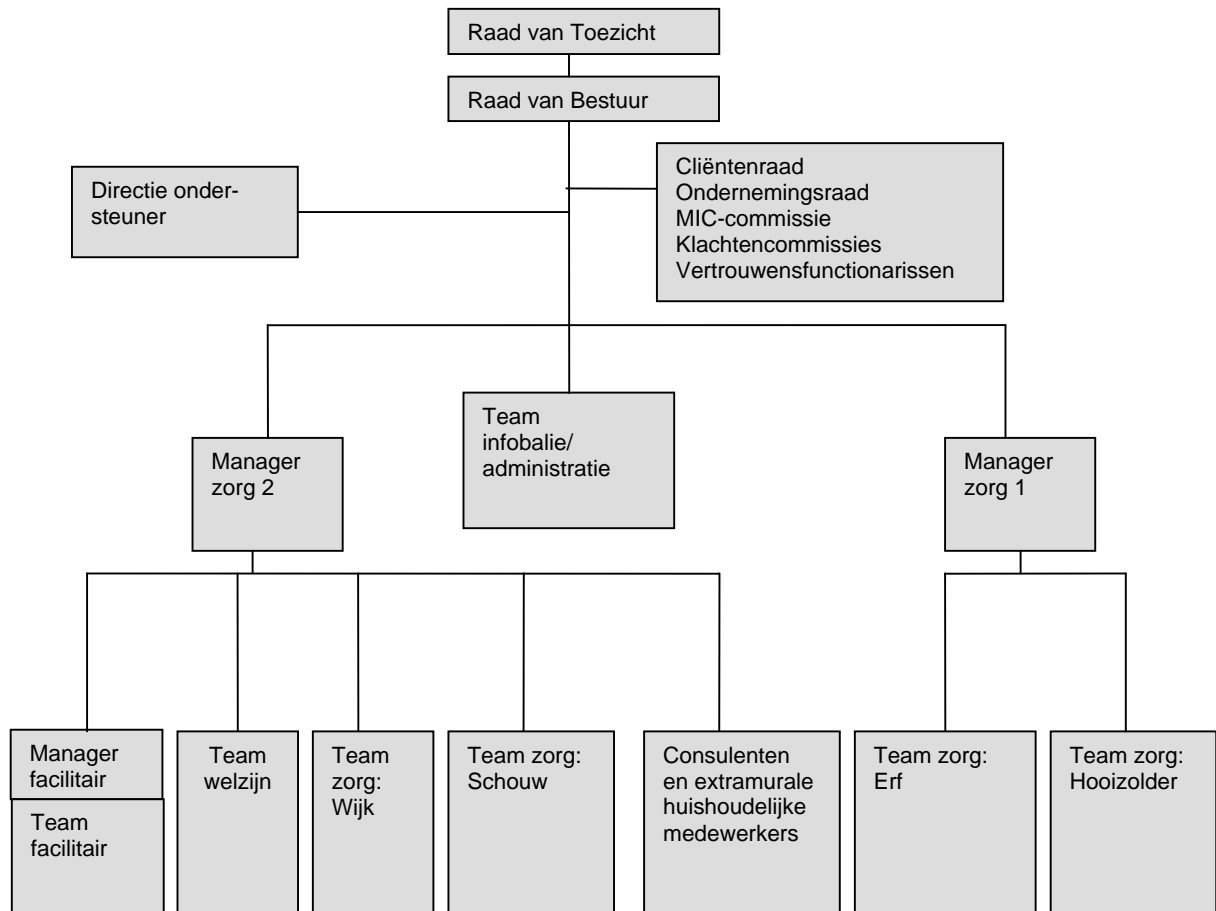 Raad van Toezicht
Raad van Bestuur
Directie onder-
steuner
Cliëntenraad
Ondernemingsraad
MIC-commissie
Klachtencommissies
Vertrouwensfunctionarissen
Team
infobalie/
administratie
Manager
zorg 2
Manager
zorg 1
Manager
facilitair
Team
facilitair
Team
welzijn
Team
zorg:
Wijk
Team zorg:
Schouw
Consulenten
en extramurale
huishoudelijke
medewerkers
Team zorg:
Erf
Team zorg:
Hooizolder